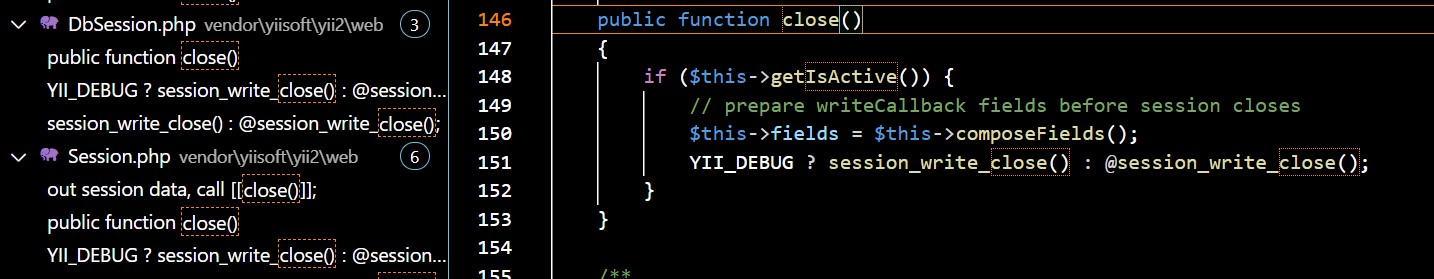 DbSession.php vendor\yiisoft\yii2\web 3
public function close()
YII_DEBUG ? session_write_close() : @session...
session_write_close() : @session_write_close();
Session.php vendor\yiisoft\yii2\web 6
out session data, call [[close()]];
public function close()
YII_DEBUG ? session_write_close() : @session...
146 public function close()
147 {
148 if ($this->getIsActive()) {
149 // prepare writeCallback fields before session closes
150 $this->fields = $this->composeFields();
151 YII_DEBUG ? session_write_close() : @session_write_close();
152 }
153 }
154
155 /**